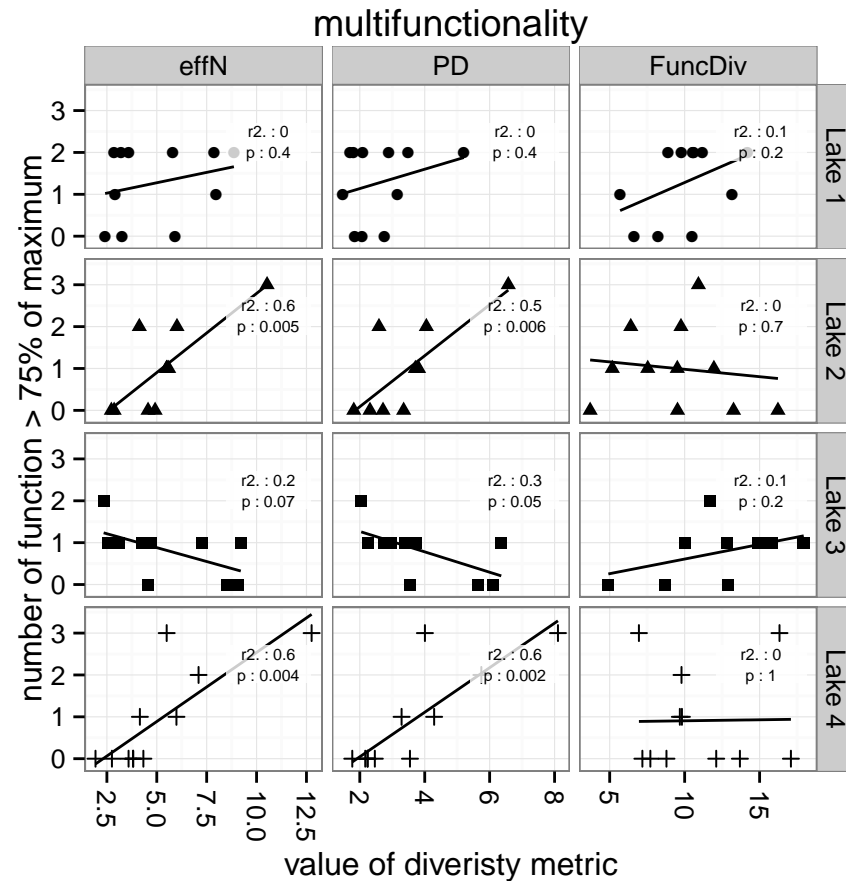 multifunctionality
effN PD FuncDiv
number of function > 75% of maximum
3
2
1
0
r2. : 0
p : 0.4
r2. : 0
p : 0.4
r2. : 0.1
p : 0.2
Lake 1
3
2
1
0
r2. : 0.6
p : 0.005
r2. : 0.5
p : 0.006
r2. : 0
p : 0.7
Lake 2
3
2
1
0
r2. : 0.2
p : 0.07
r2. : 0.3
p : 0.05
r2. : 0.1
p : 0.2
Lake 3
3
2
1
0
r2. : 0.6
p : 0.004
r2. : 0.6
p : 0.002
r2. : 0
p : 1
Lake 4
2.5 5.0 7.5 10.0 12.5 2 4 6 8 5 10 15
value of diveristy metric